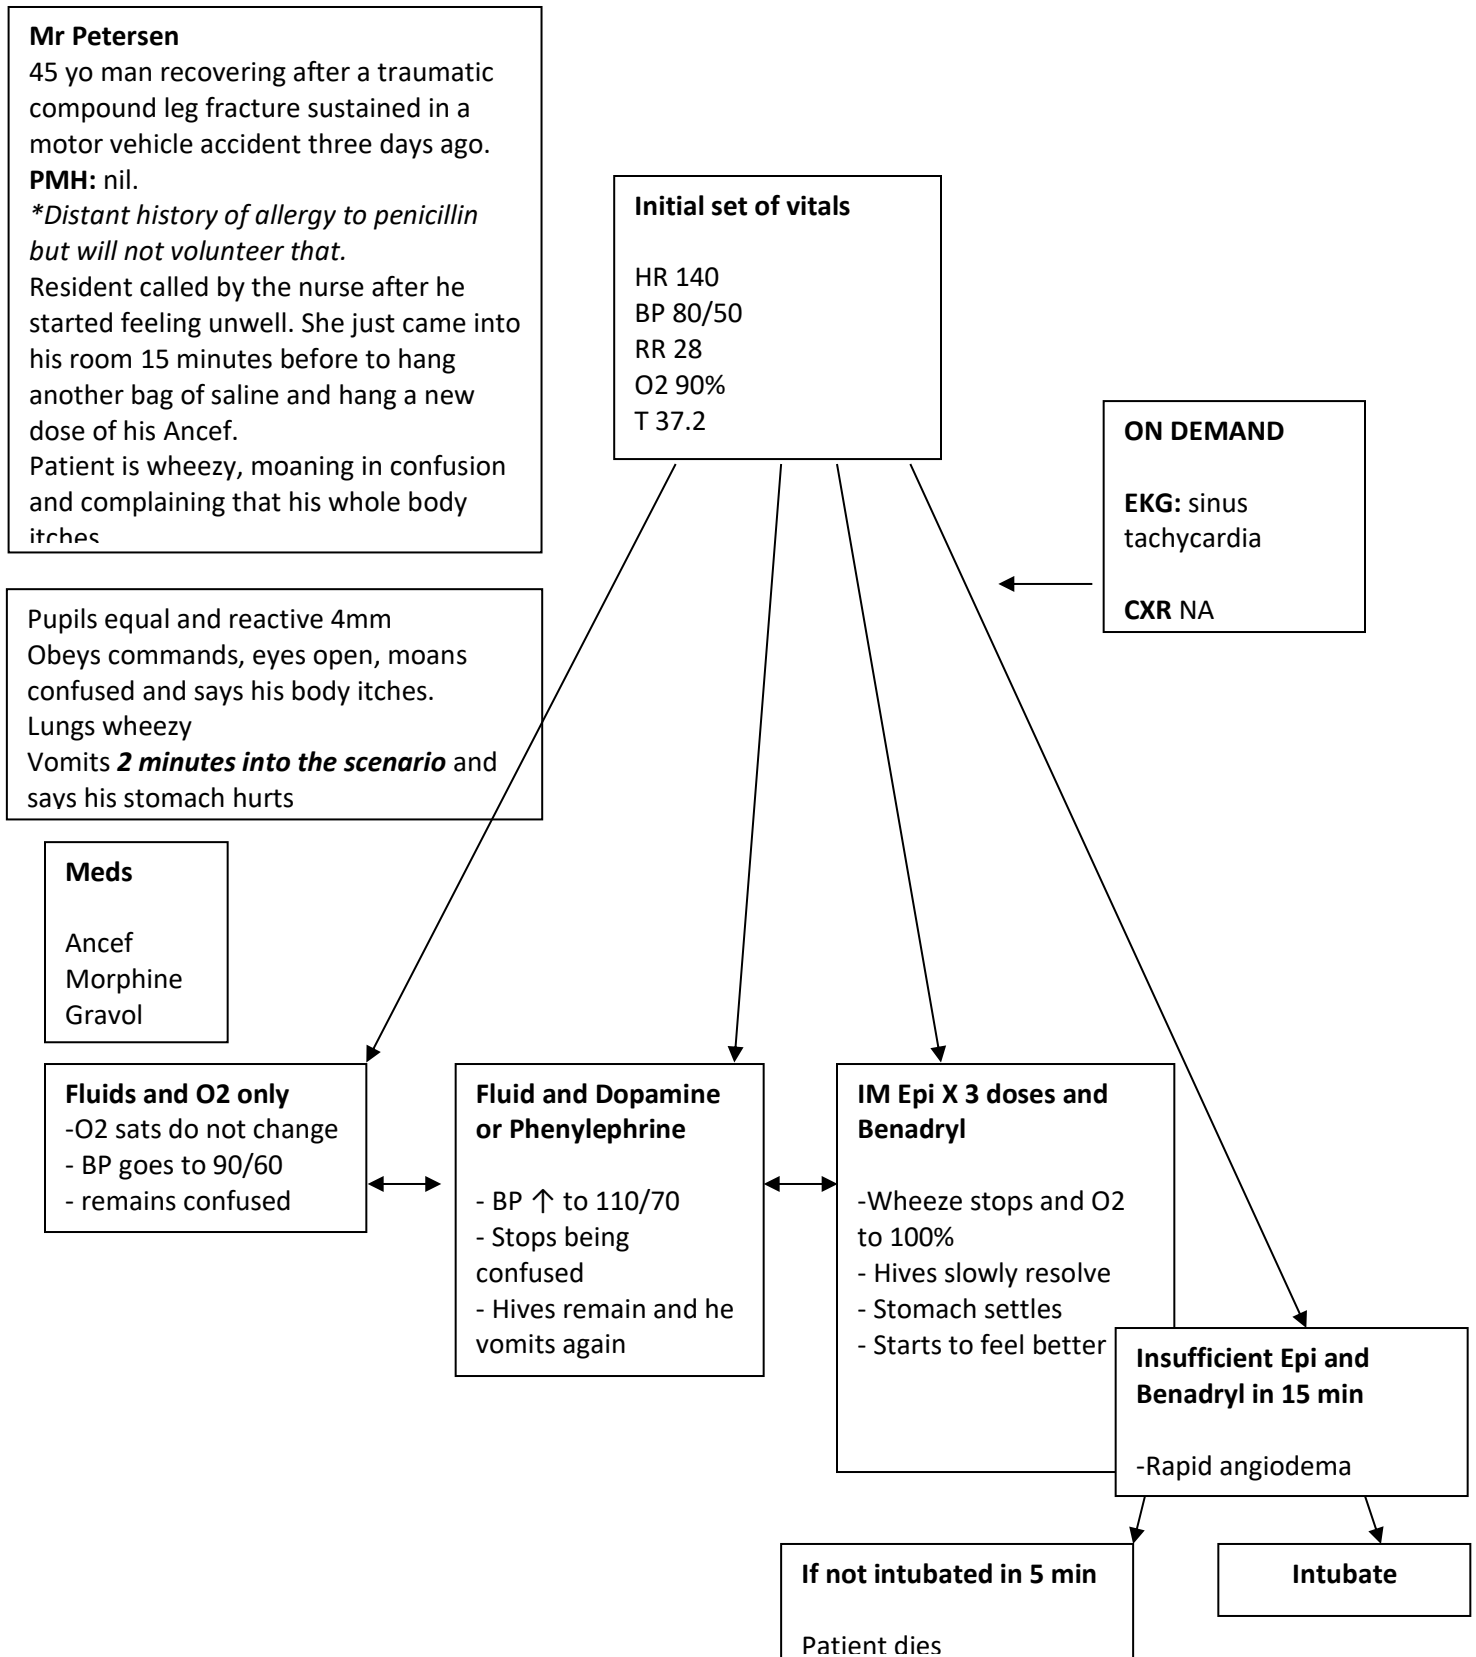 Mr Petersen
45 yo man recovering after a traumatic
compound leg fracture sustained in a
motor vehicle accident three days ago.
PMH: nil.
*Distant history of allergy to penicillin
but will not volunteer that.
Resident called by the nurse after he
started feeling unwell. She just came into
his room 15 minutes before to hang
another bag of saline and hang a new
dose of his Ancef.
Patient is wheezy, moaning in confusion
and complaining that his whole body
itches
Initial set of vitals
HR 140
BP 80/50
RR 28
O2 90%
T 37.2
ON DEMAND
EKG: sinus
tachycardia
CXR NA
Pupils equal and reactive 4mm
Obeys commands, eyes open, moans
confused and says his body itches.
Lungs wheezy
Vomits 2 minutes into the scenario and
says his stomach hurts
Meds
Ancef
Morphine
Gravol
Fluids and O2 only
-O2 sats do not change
- BP goes to 90/60
- remains confused
Fluid and Dopamine
or Phenylephrine
- BP ↑ to 110/70
- Stops being
confused
- Hives remain and he
vomits again
IM Epi X 3 doses and
Benadryl
-Wheeze stops and O2
to 100%
- Hives slowly resolve
- Stomach settles
- Starts to feel better
Insufficient Epi and
Benadryl in 15 min
-Rapid angiodema
If not intubated in 5 min
Patient dies
Intubate